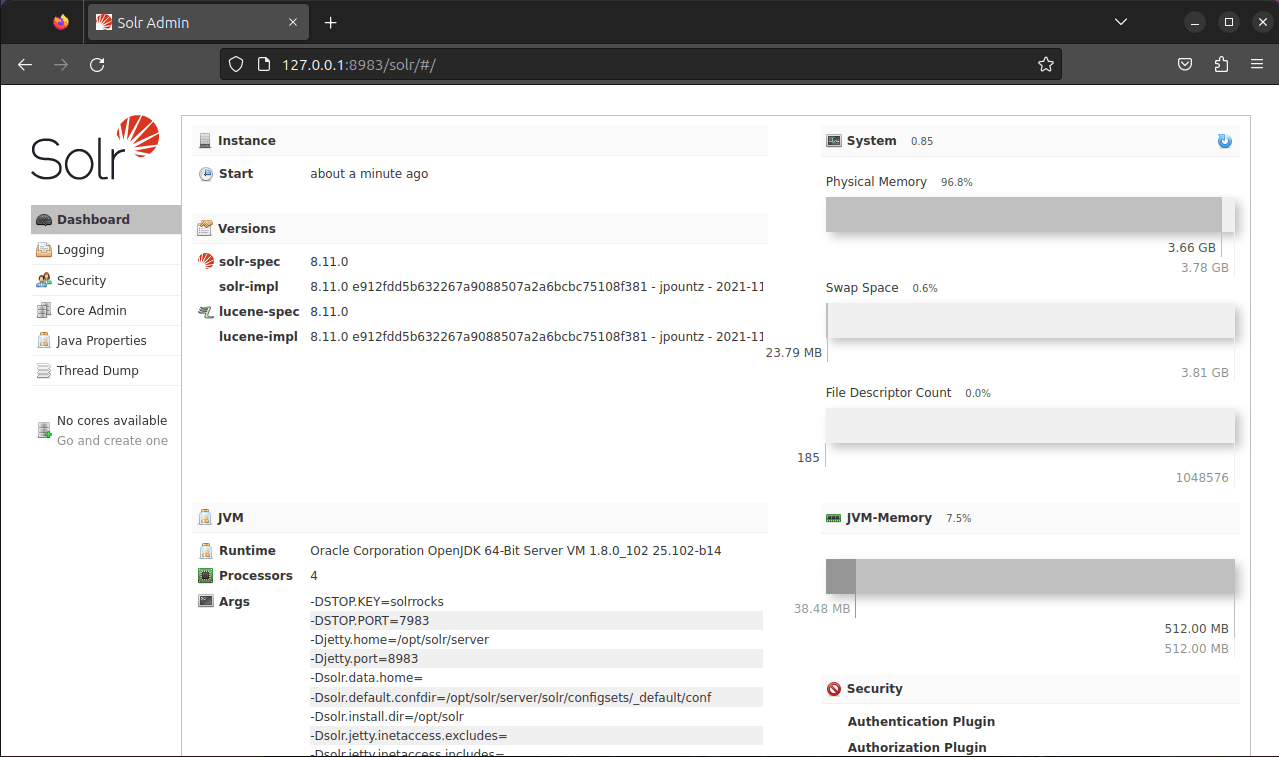 Solr Admin
127.0.0.1:8983/solr/#/
Solr
Dashboard
Logging
Security
Core Admin
Java Properties
Thread Dump
No cores available
Go and create one
Instance
Start about a minute ago
Versions
solr-spec 8.11.0
solr-impl 8.11.0 e912fdd5b632267a9088507a2a6bcbc75108f381 - jpountz - 2021-11
lucene-spec 8.11.0
lucene-impl 8.11.0 e912fdd5b632267a9088507a2a6bcbc75108f381 - jpountz - 2021-11
JVM
Runtime Oracle Corporation OpenJDK 64-Bit Server VM 1.8.0_102 25.102-b14
Processors 4
Args -DSTOP.KEY=solrrocks
-DSTOP.PORT=7983
-Djetty.home=/opt/solr/server
-Djetty.port=8983
-Dsolr.data.home=
-Dsolr.default.confdir=/opt/solr/server/solr/configsets/_default/conf
-Dsolr.install.dir=/opt/solr
-Dsolr.jetty.inetaccess.excludes=
-Dsolr.jetty.inetaccess.includes=
System 0.85
Physical Memory 96.8%
3.66 GB
3.78 GB
Swap Space 0.6%
23.79 MB
3.81 GB
File Descriptor Count 0.0%
185
1048576
JVM-Memory 7.5%
38.48 MB
512.00 MB
512.00 MB
Security
Authentication Plugin
Authorization Plugin